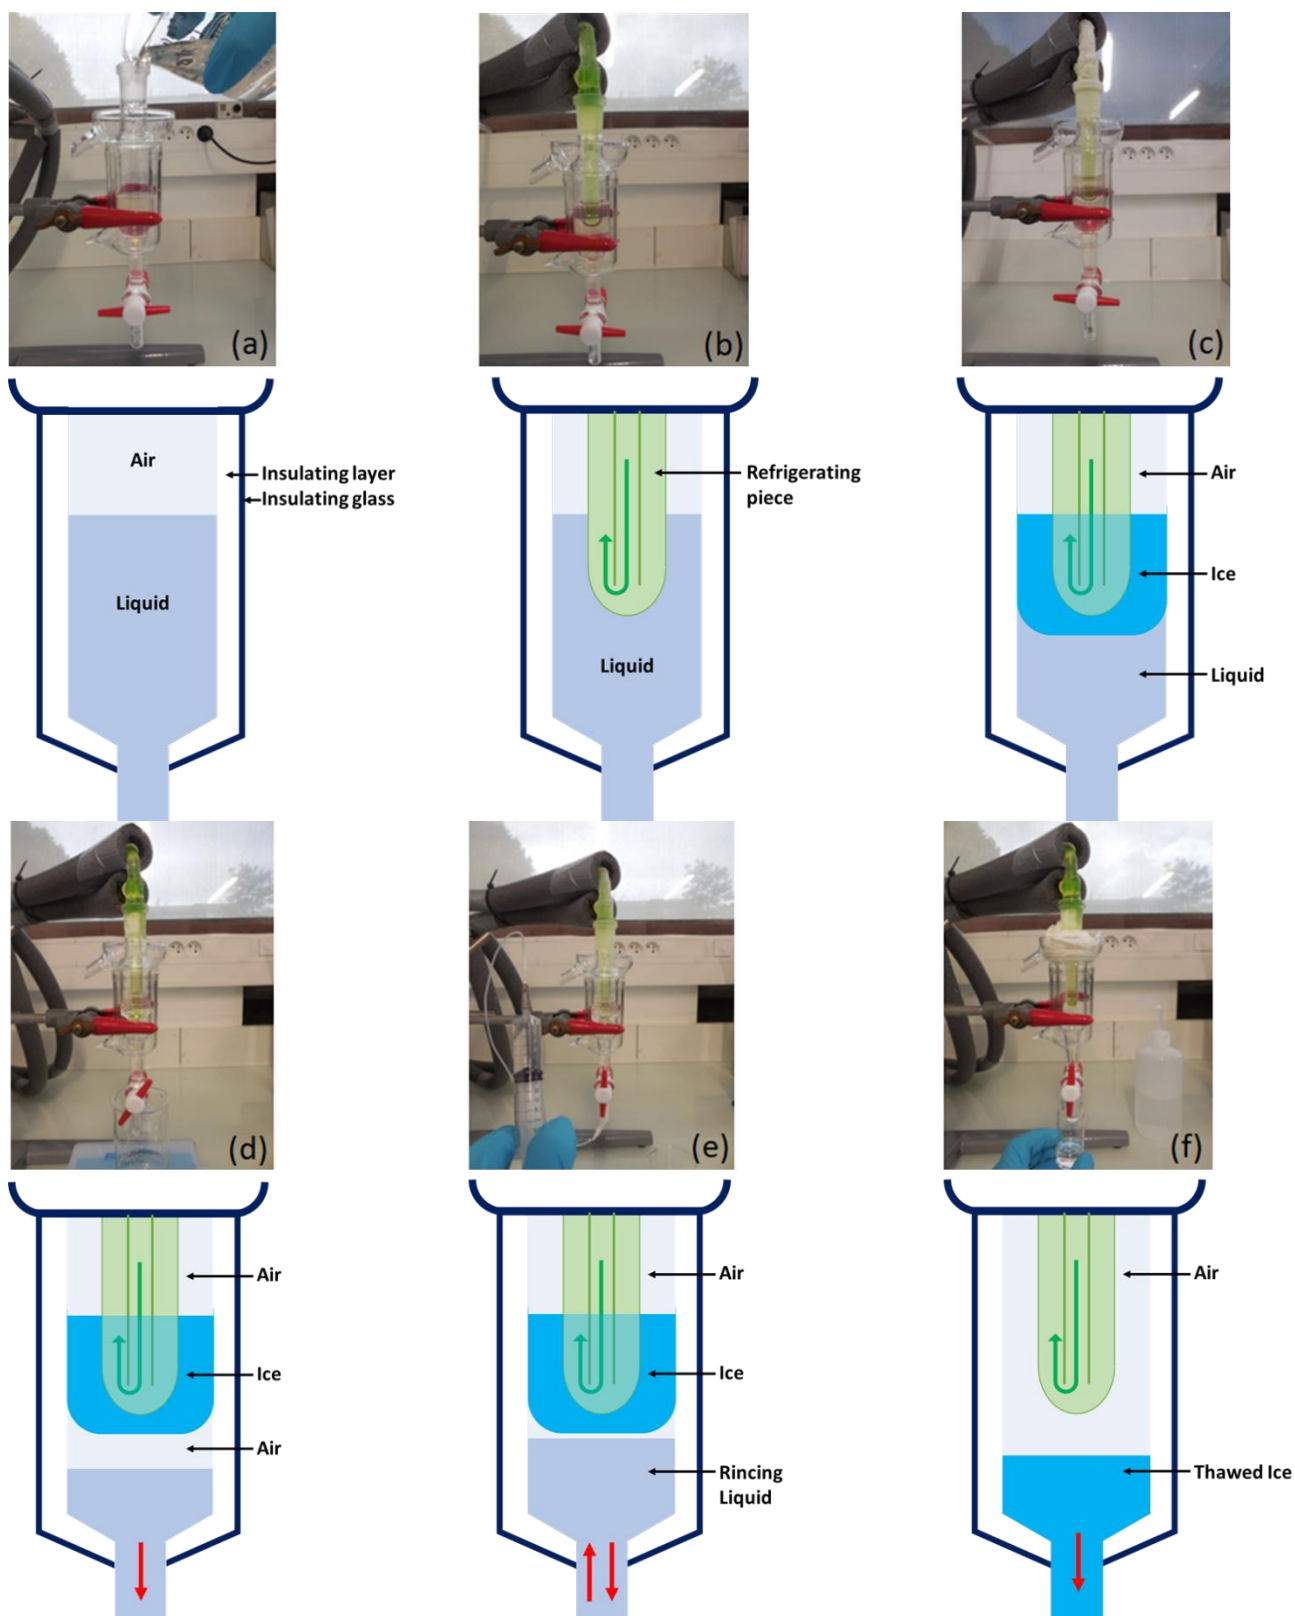 (a)
(b)
(c)
Air
Insulating layer
Insulating glass
Liquid
Refrigerating
piece
Liquid
Air
Ice
Liquid
(d)
(e)
(f)
Air
Ice
Air
Air
Ice
Rincing
Liquid
Air
Thawed Ice